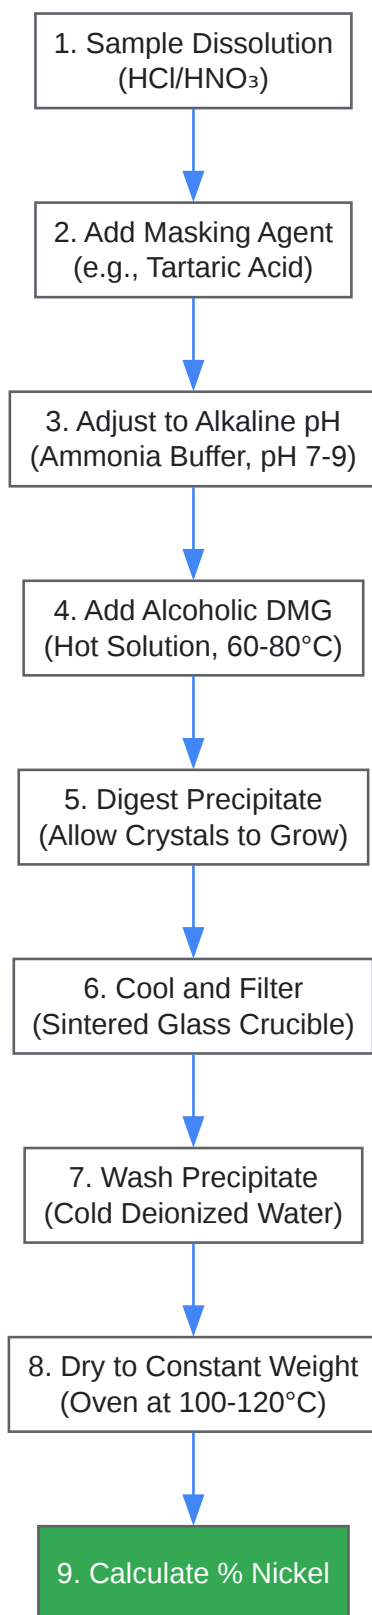 1. Sample Dissolution
(HCl/HNO₃)
2. Add Masking Agent
(e.g., Tartaric Acid)
3. Adjust to Alkaline pH
(Ammonia Buffer, pH 7-9)
4. Add Alcoholic DMG
(Hot Solution, 60-80°C)
5. Digest Precipitate
(Allow Crystals to Grow)
6. Cool and Filter
(Sintered Glass Crucible)
7. Wash Precipitate
(Cold Deionized Water)
8. Dry to Constant Weight
(Oven at 100-120°C)
9. Calculate % Nickel